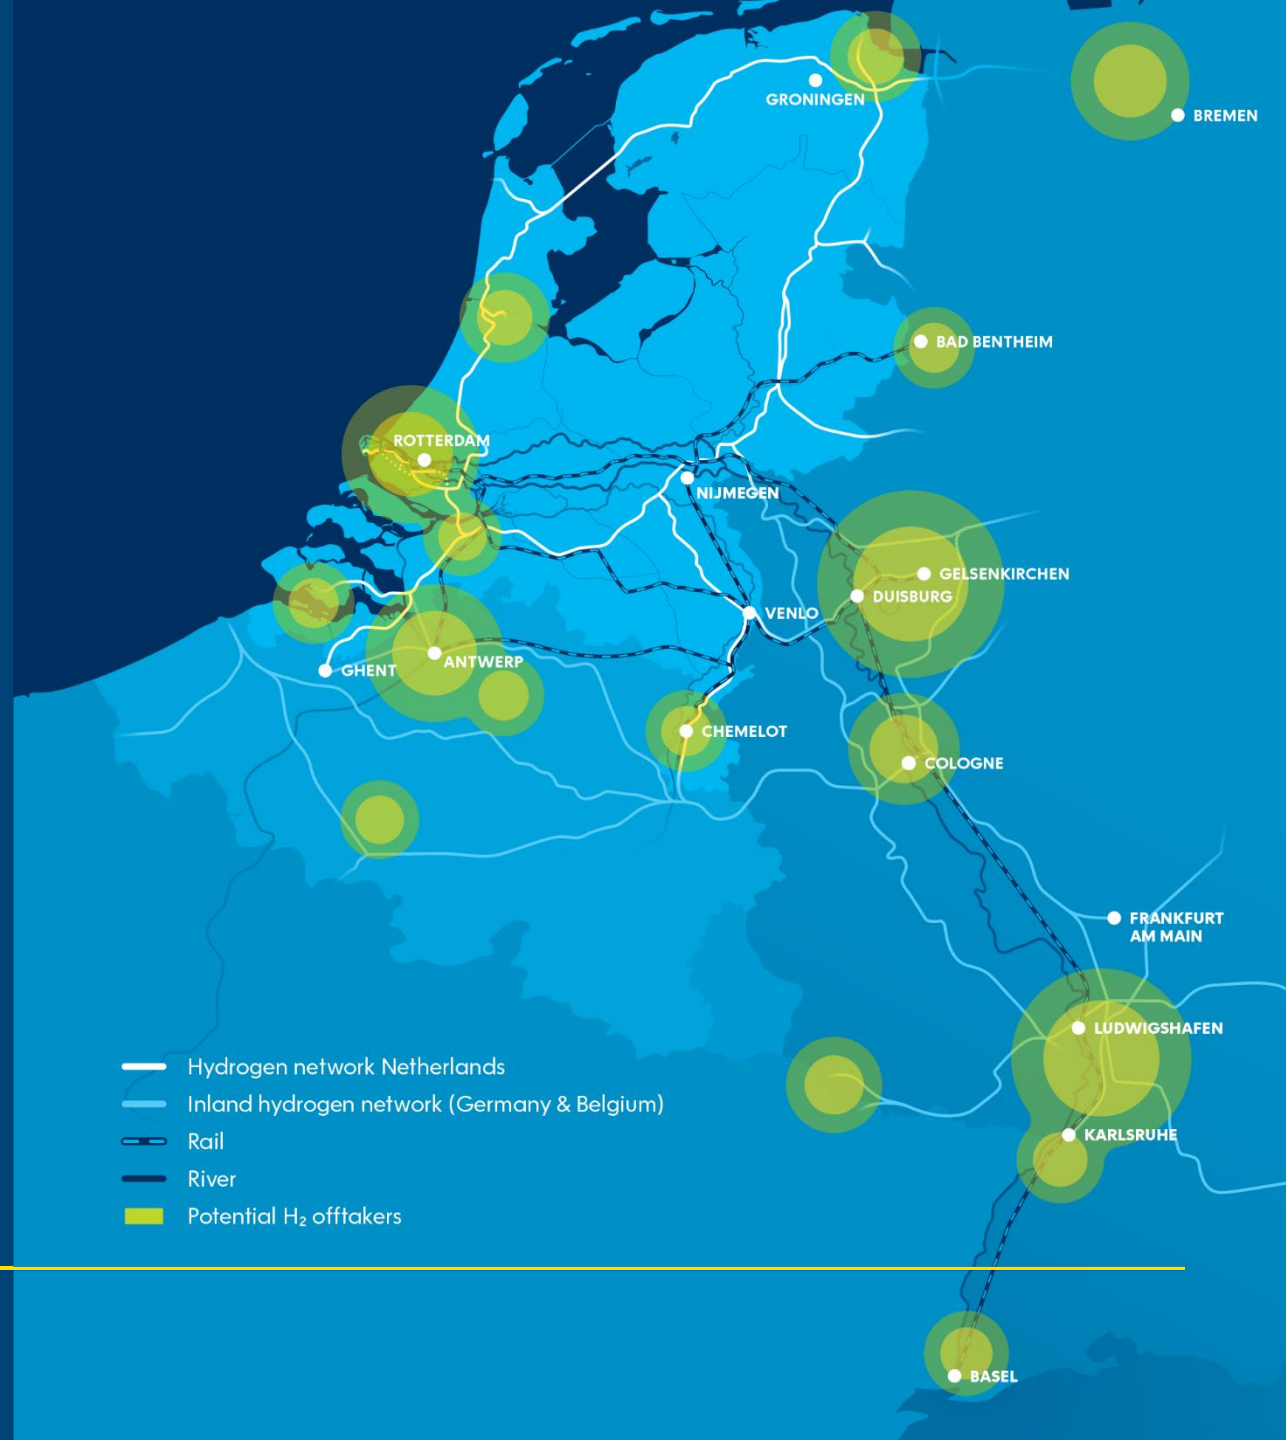 GRONINGEN
BREMEN
BAD BENTHEIM
ROTTERDAM
NIJMEGEN
GELSENKIRCHEN
DUISBURG
VENLO
ANTWERP
GHENT
CHEMELOT
COLOGNE
FRANKFURT
AM MAIN
LUDWIGSHAFEN
Hydrogen network Netherlands
Inland hydrogen network (Germany & Belgium)
Rail
River
Potential H₂ offtakers
KARLSRUHE
BASEL